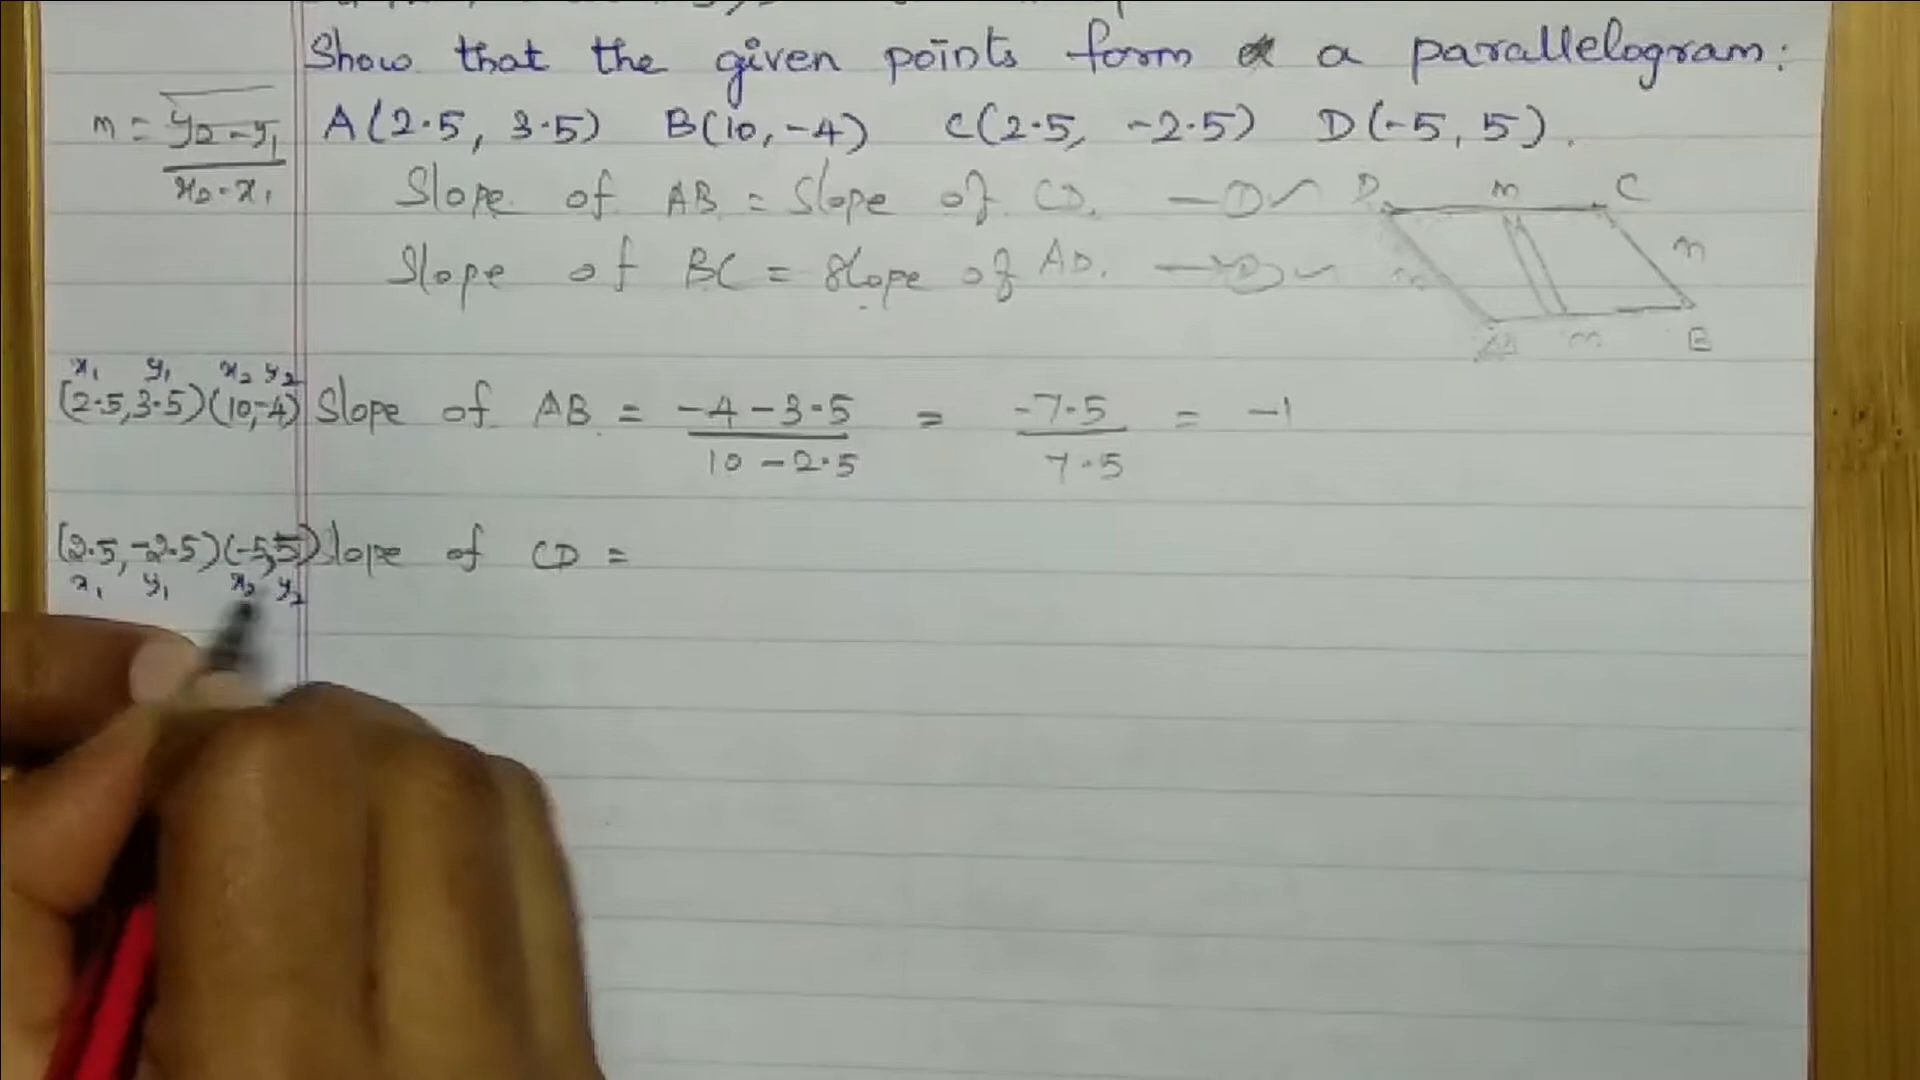 Show that the given points form a parallelogram:
m = y2-y1 / x2-x1
A(2.5, 3.5) B(10,-4) C(2.5, -2.5) D(-5, 5).
Slope of AB = Slope of CD. —①✓
Slope of BC = Slope of AD. —②✓
D m C
m
m B
x1 y1 x2 y2
(2.5,3.5)(10,-4) Slope of AB = -4-3.5 / 10-2.5 = -7.5 / 7.5 = -1
(2.5,-2.5)(-5,5) Slope of CD =
x1 y1 x2 y2